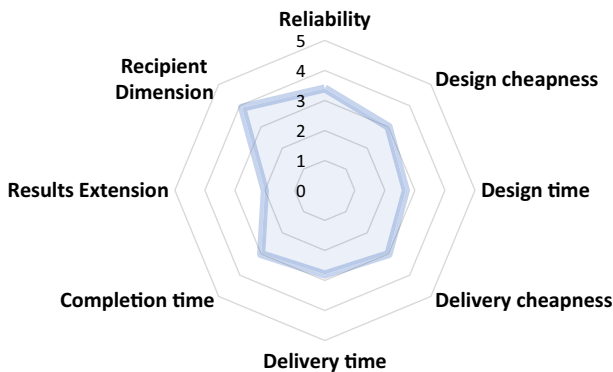 Reliability
5
4
3
2
1
0
Design cheapness
Design time
Delivery cheapness
Delivery time
Completion time
Results Extension
Recipient
Dimension